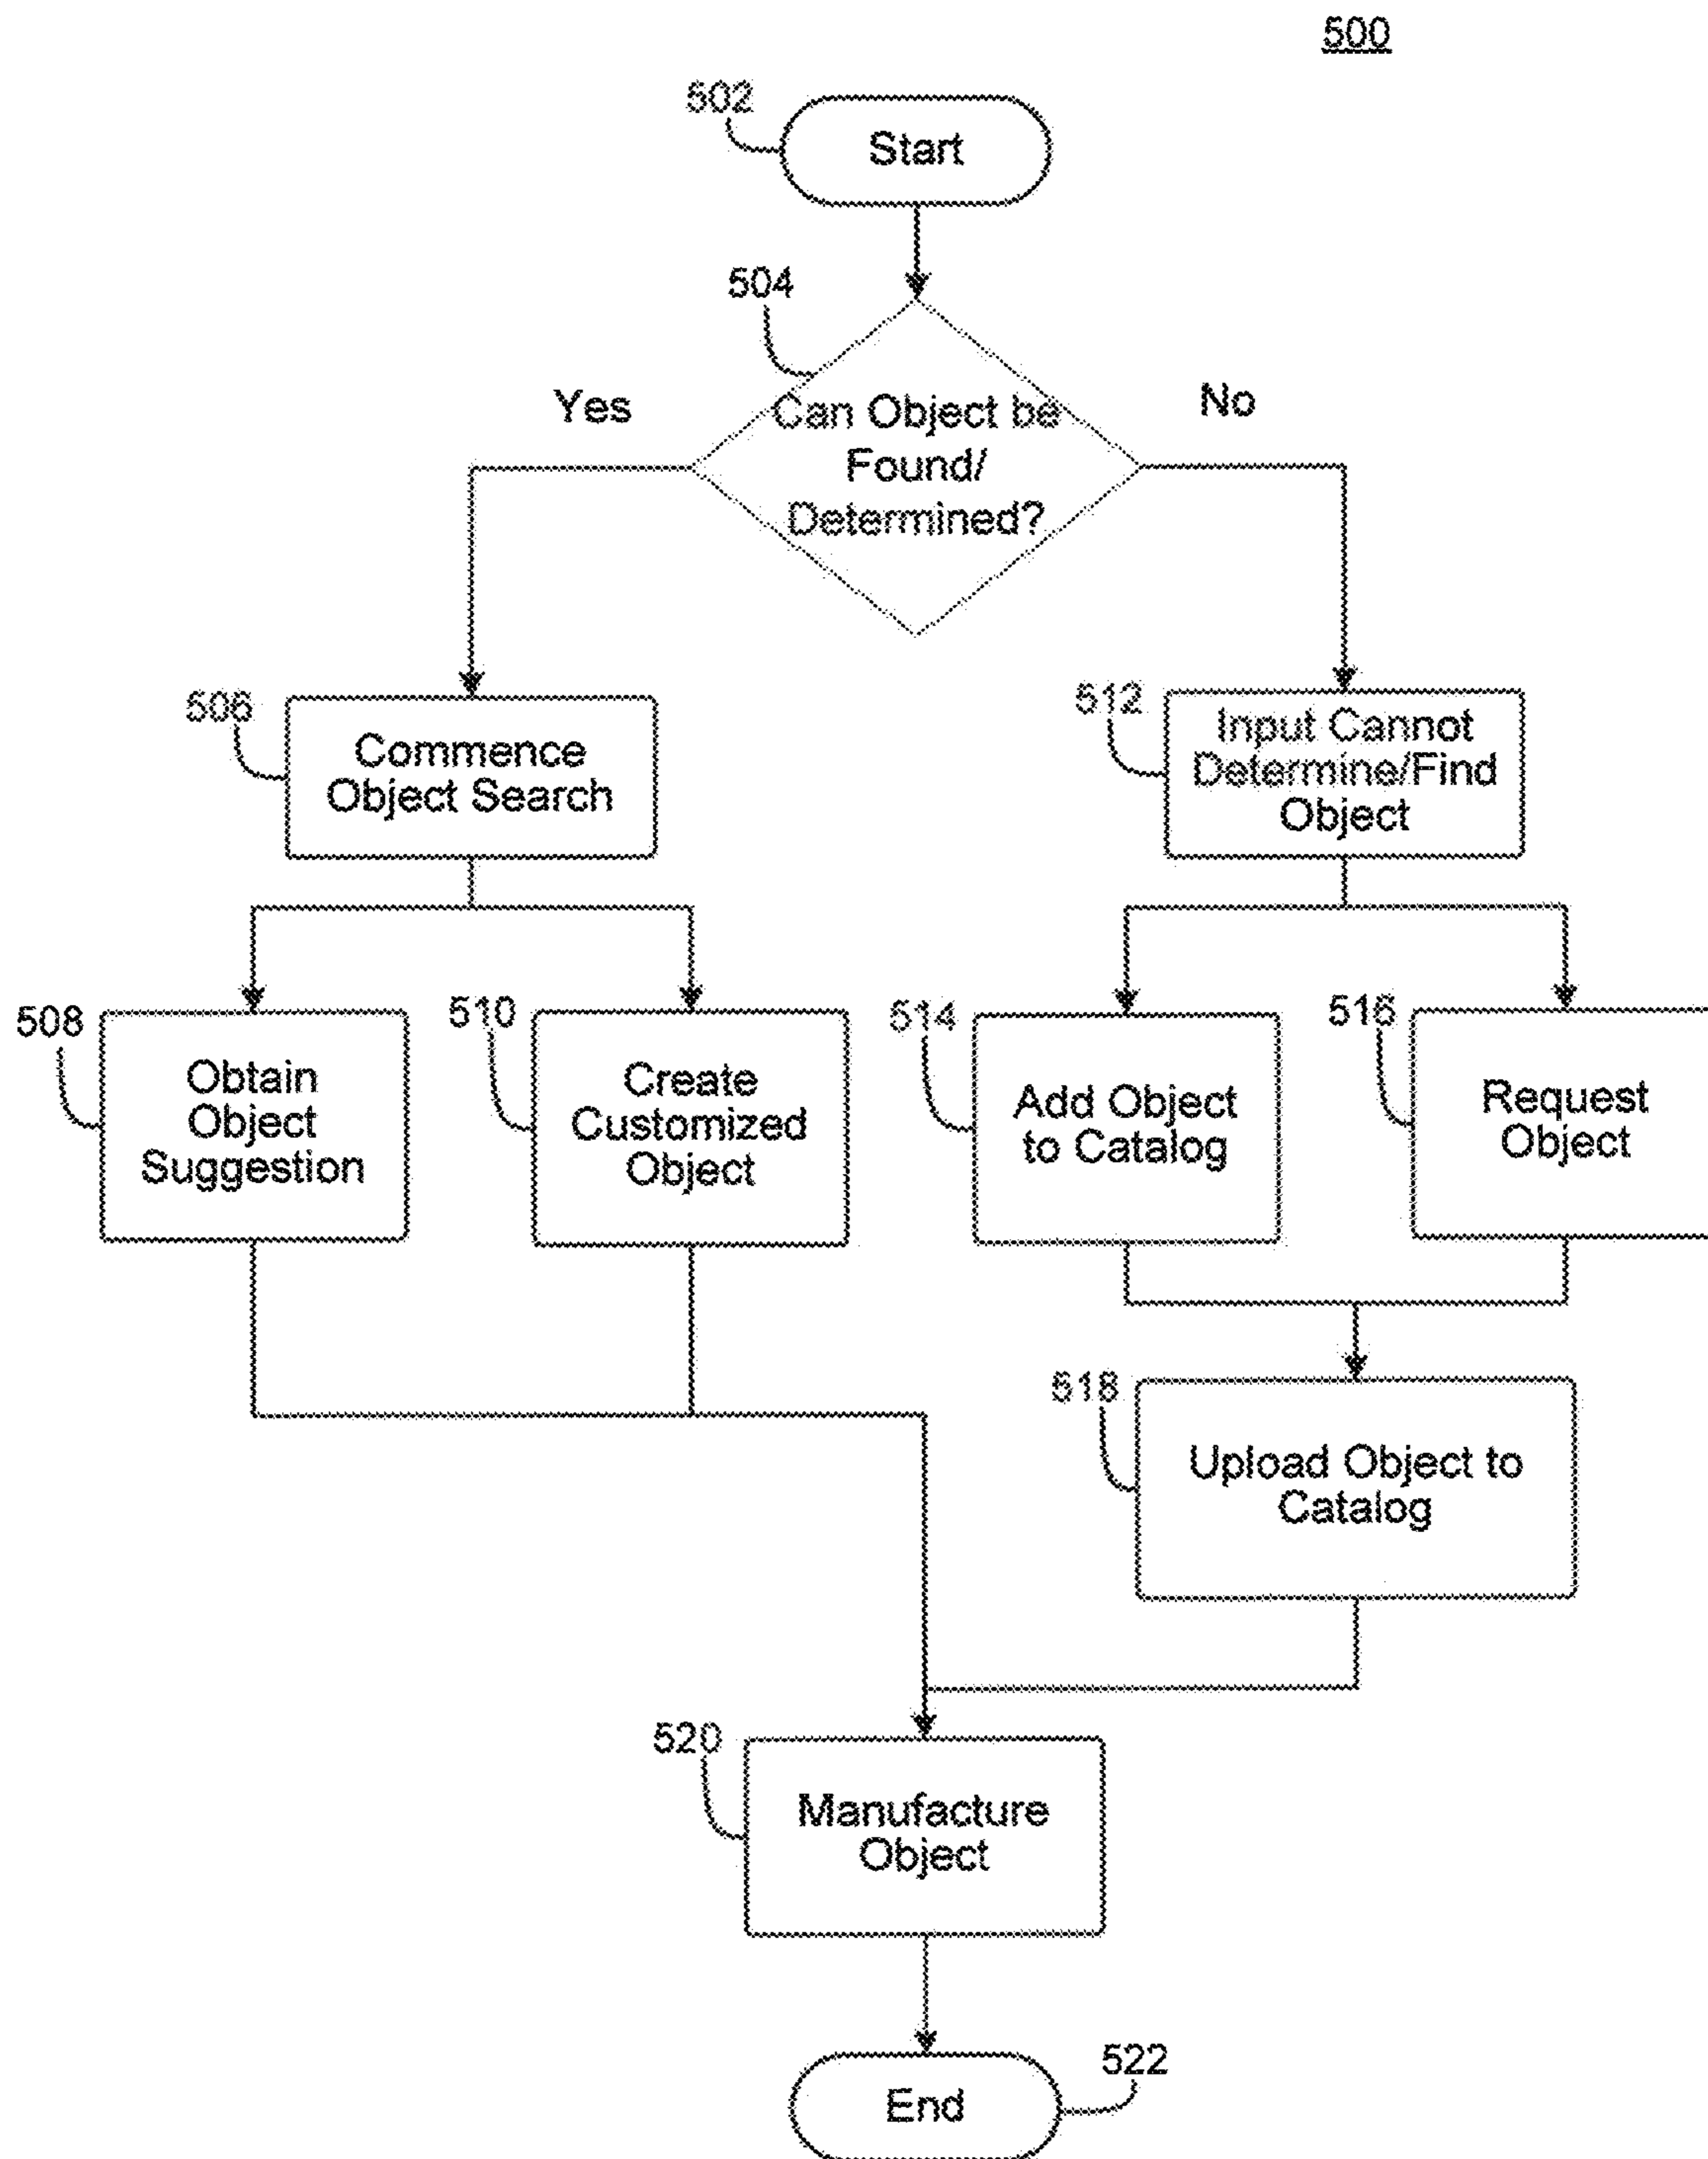 500
502
Start
504
Yes
No
Can Object be
Found/
Determined?
506
Commence
Object Search
512
Input Cannot
Determine/Find
Object
508
Obtain
Object
Suggestion
510
Create
Customized
Object
514
Add Object
to Catalog
516
Request
Object
518
Upload Object to
Catalog
520
Manufacture
Object
522
End